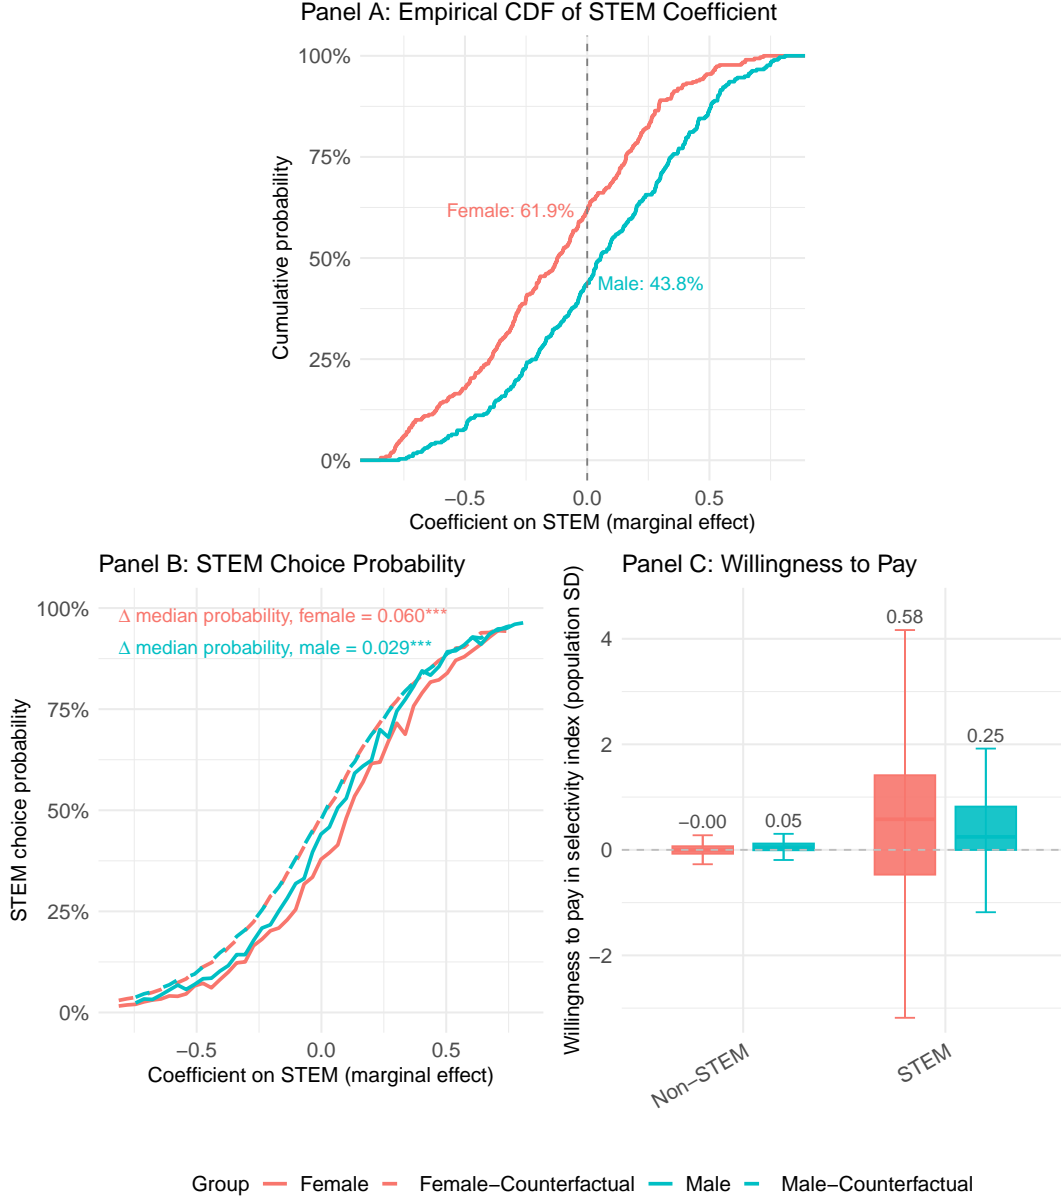 Panel A: Empirical CDF of STEM Coefficient
100%
75%
50%
25%
0%
Cumulative probability
Female: 61.9%
Male: 43.8%
−0.5 0.0 0.5
Coefficient on STEM (marginal effect)
Panel B: STEM Choice Probability
Δ median probability, female = 0.060***
Δ median probability, male = 0.029***
100%
75%
50%
25%
0%
STEM choice probability
−0.5 0.0 0.5
Coefficient on STEM (marginal effect)
Panel C: Willingness to Pay
Willingness to pay in selectivity index (population SD)
4
2
0
−2
−0.00
0.05
0.58
0.25
Non−STEM
STEM
Group Female Female−Counterfactual Male Male−Counterfactual